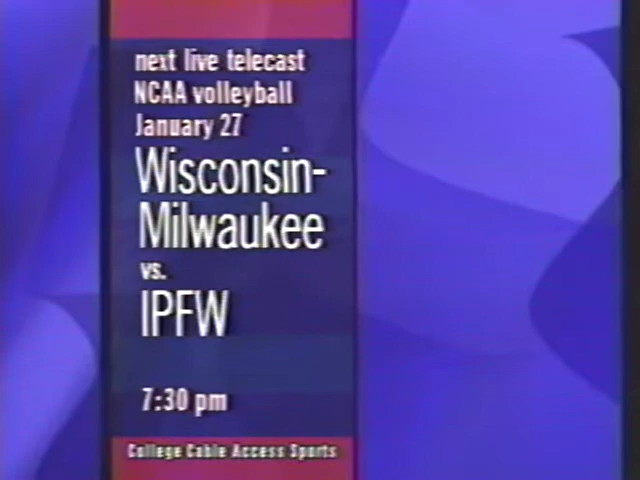 next live telecast
NCAA volleyball
January 27
Wisconsin-
Milwaukee
vs.
IPFW
7:30 pm
College Cable Access Sports